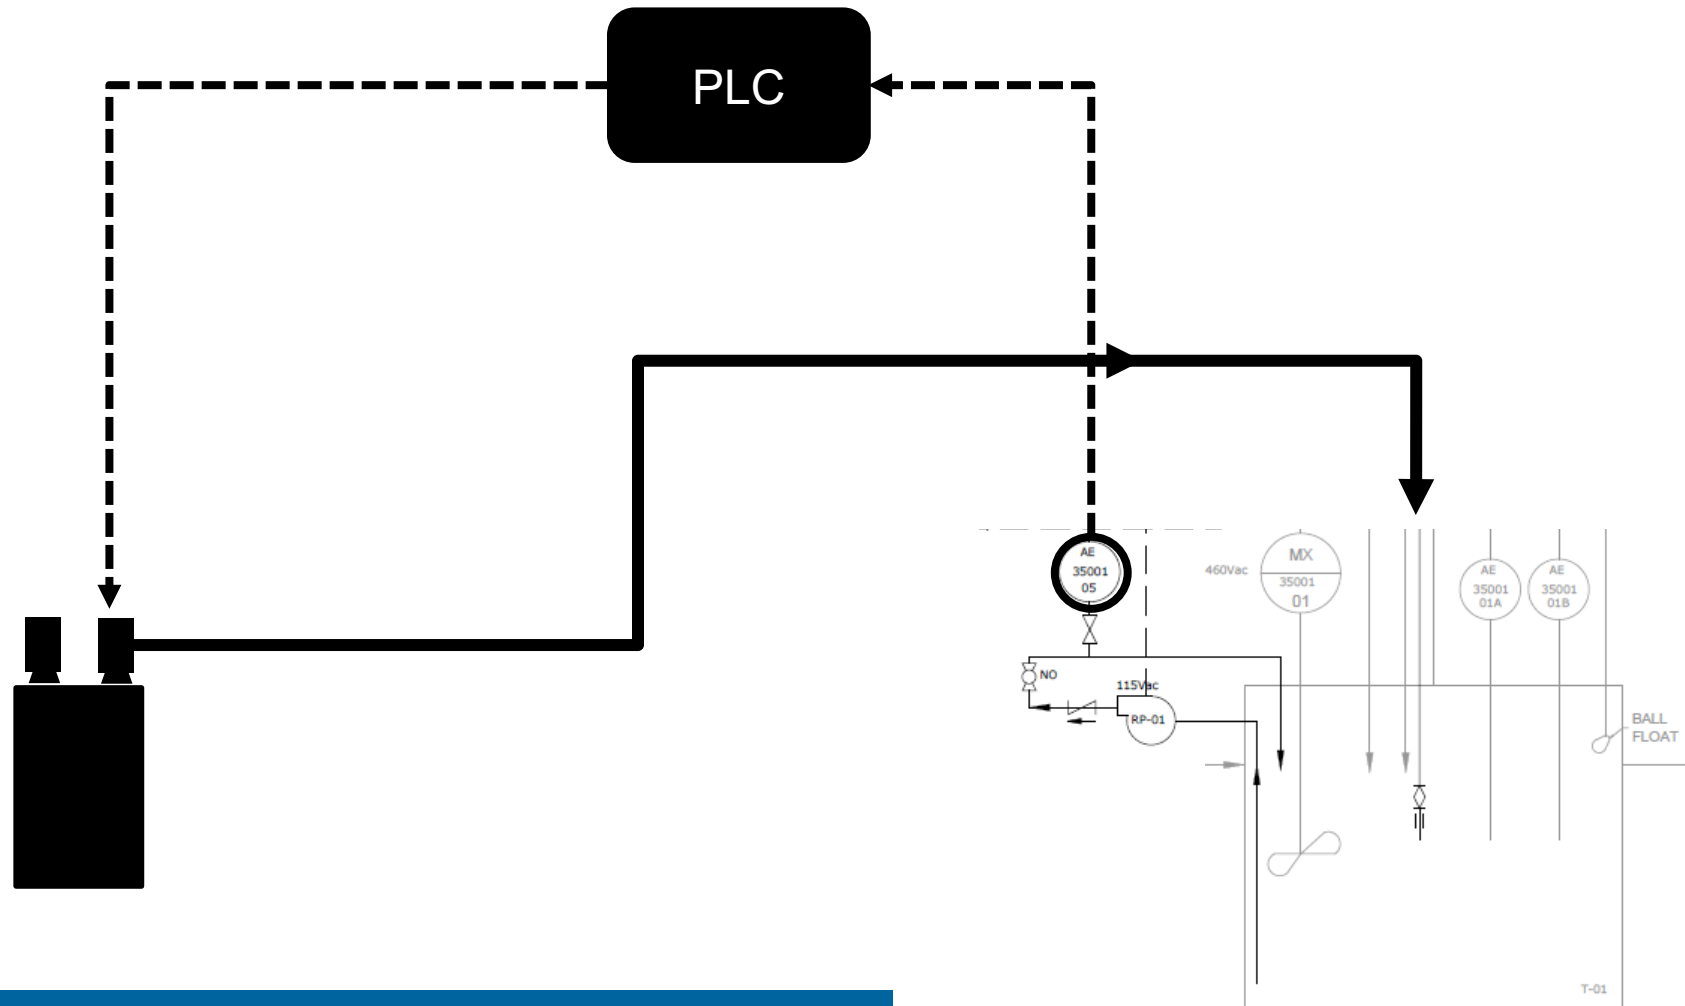 PLC
AE
35001
05
460Vac
MX
35001
01
AE
35001
01A
AE
35001
01B
NO
115Vac
RP-01
BALL
FLOAT
T-01